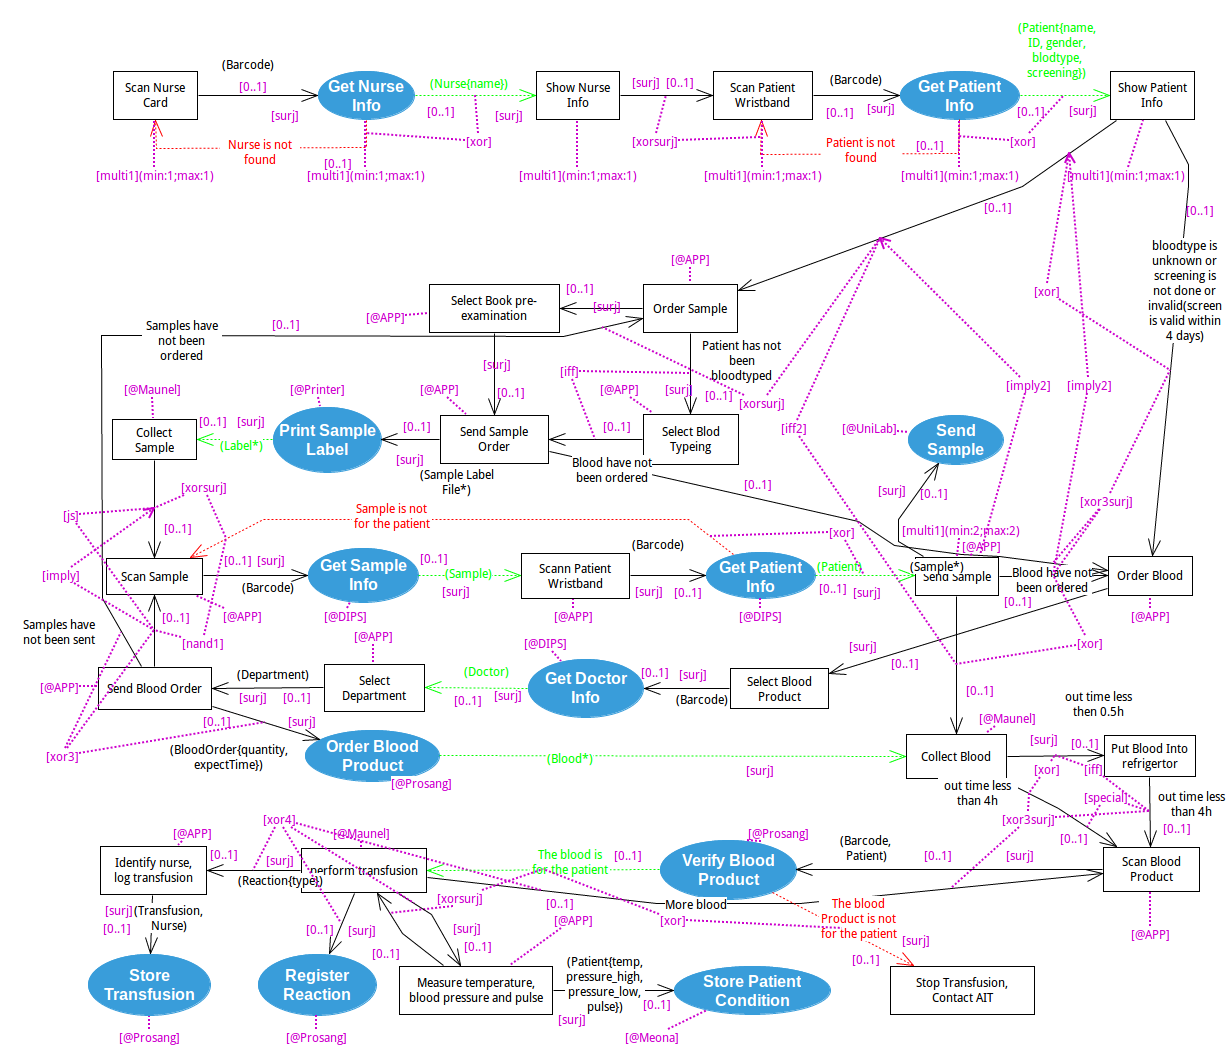 (Patient{name,
ID, gender,
blodtype,
screening})
(Barcode)
Scan Nurse
Card
[0..1]
[surj]
Get Nurse
Info
(Nurse{name})
[0..1]
[surj]
Show Nurse
Info
[surj]
[0..1]
Scan Patient
Wristband
(Barcode)
[0..1]
[surj]
Get Patient
Info
[0..1]
[surj]
Show Patient
Info
Nurse is not
found
[0..1]
[xor]
[xorsurj]
Patient is not
found
[0..1]
[xor]
[multi1](min:1;max:1)
[multi1](min:1;max:1)
[multi1](min:1;max:1)
[multi1](min:1;max:1)
[multi1](min:1;max:1)
[multi1](min:1;max:1)
[0..1]
[0..1]
bloodtype is
unknown or
screening is
not done or
invalid(screen
is valid within
4 days)
[@APP]
Select Book pre-
examination
[0..1]
[surj]
Order Sample
[xor]
[@APP]
Samples have
not been
ordered
[0..1]
Patient has not
been
bloodtyped
[surj]
[iff]
[@Maunel]
[@Printer]
[@APP]
[0..1]
[@APP]
[surj]
[0..1]
[xorsurj]
[imply2]
[imply2]
Collect
Sample
[0..1]
[surj]
(Label*)
Print Sample
Label
[0..1]
[surj]
Send Sample
Order
(Sample Label
File*)
[0..1]
Select Blod
Typeing
[iff2]
[@UniLab]
Send
Sample
Blood have not
been ordered
[0..1]
[surj]
[0..1]
[xorsurj]
[js]
[0..1]
Sample is not
for the patient
[xor3surj]
[xor]
[multi1](min:2;max:2)
[@APP]
[imply]
Scan Sample
[0..1]
[surj]
(Barcode)
Get Sample
Info
[0..1]
(Sample)
[surj]
Scann Patient
Wristband
(Barcode)
[surj]
[0..1]
Get Patient
Info
(Patient)
[0..1]
[surj]
(Sample*)
Send Sample
Blood have not
been ordered
[0..1]
Order Blood
[0..1]
[@APP]
[@DIPS]
[@APP]
[@DIPS]
[@APP]
Samples have
not been sent
[nand1]
[@APP]
[@DIPS]
[surj]
[0..1]
[xor]
[@APP]
Send Blood Order
(Department)
[surj]
[0..1]
Select
Department
(Doctor)
[0..1]
[surj]
Get Doctor
Info
[0..1]
[surj]
(Barcode)
Select Blood
Product
[0..1]
out time less
then 0.5h
[0..1]
[surj]
[@Maunel]
[xor3]
(BloodOrder{quantity,
expectTime})
Order Blood
Product
[@Prosang]
(Blood*)
[surj]
Collect Blood
[surj]
[0..1]
Put Blood Into
refrigertor
[xor]
[iff]
out time less
than 4h
[special]
out time less
than 4h
[xor4]
[@APP]
[@Maunel]
[@Prosang]
[xor3surj]
[0..1]
[0..1]
Identify nurse,
log transfusion
[0..1]
[surj]
(Reaction{type})
perform transfusion
The blood is
for the patient
[0..1]
Verify Blood
Product
(Barcode,
Patient)
[0..1]
[surj]
Scan Blood
Product
[surj]
(Transfusion,
Nurse)
[0..1]
[0..1]
[surj]
[xorsurj]
[0..1]
[@APP]
More blood
[xor]
The blood
Product is not
for the patient
[surj]
[@APP]
[surj]
[0..1]
[0..1]
[0..1]
Store
Transfusion
Register
Reaction
Measure temperature,
blood pressure and pulse
(Patient{temp,
pressure_high,
pressure_low,
pulse})
[surj]
[0..1]
Store Patient
Condition
Stop Transfusion,
Contact AIT
[@Prosang]
[@Prosang]
[@Meona]